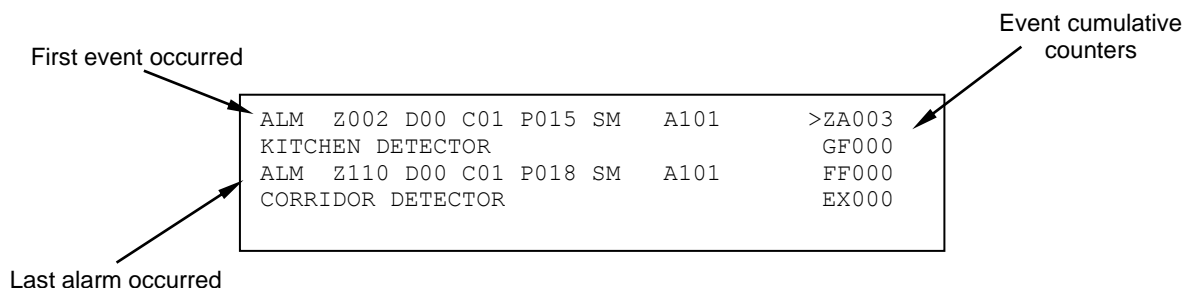 Event cumulative
counters
First event occurred
ALM Z002 D00 C01 P015 SM A101 >ZA003
KITCHEN DETECTOR GF000
ALM Z110 D00 C01 P018 SM A101 FF000
CORRIDOR DETECTOR EX000
Last alarm occurred